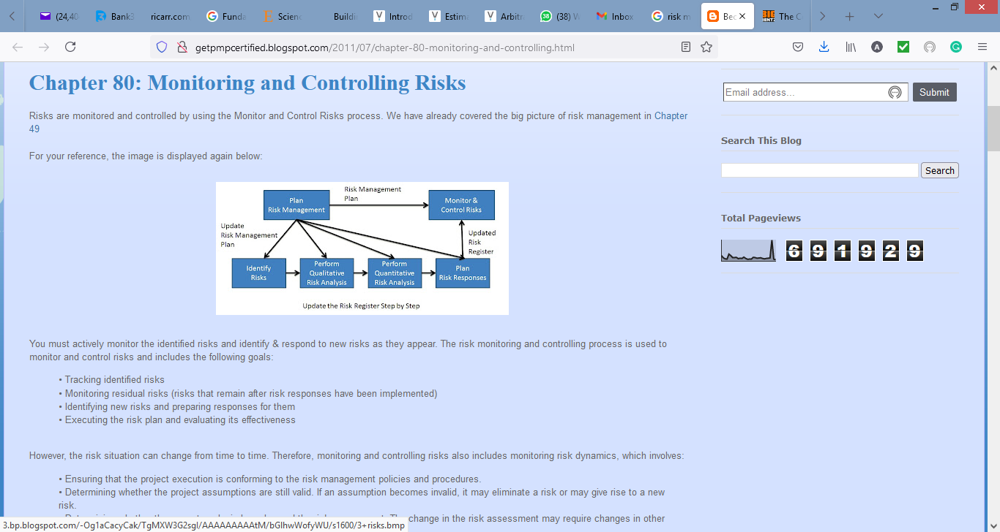 (24,40
Bank3
ricarr.com
Funda
Scienc
Buildi
Introd
Estima
Arbitra
38
(38) W
Inbox
risk m
Bec
The C
getpmpcertified.blogspot.com/2011/07/chapter-80-monitoring-and-controlling.html
Chapter 80: Monitoring and Controlling Risks
Risks are monitored and controlled by using the Monitor and Control Risks process. We have already covered the big picture of risk management in Chapter
49
For your reference, the image is displayed again below:
Plan
Risk Management
Risk Management
Plan
Monitor &
Control Risks
Update
Risk Management
Plan
Updated
Risk
Register
Identify
Risks
Perform
Qualitative
Risk Analysis
Perform
Quantitative
Risk Analysis
Plan
Risk Responses
Update the Risk Register Step by Step
You must actively monitor the identified risks and identify & respond to new risks as they appear. The risk monitoring and controlling process is used to
monitor and control risks and includes the following goals:
• Tracking identified risks
• Monitoring residual risks (risks that remain after risk responses have been implemented)
• Identifying new risks and preparing responses for them
• Executing the risk plan and evaluating its effectiveness
However, the risk situation can change from time to time. Therefore, monitoring and controlling risks also includes monitoring risk dynamics, which involves:
• Ensuring that the project execution is conforming to the risk management policies and procedures.
• Determining whether the project assumptions are still valid. If an assumption becomes invalid, it may eliminate a risk or may give rise to a new
risk.
change in the risk assessment may require changes in other
Email address...
Submit
Search This Blog
Search
Total Pageviews
691929
3.bp.blogspot.com/-Og1aCacyCak/TgMXW3G2sgI/AAAAAAAAAtM/bGlhwWofyWU/s1600/3+risks.bmp